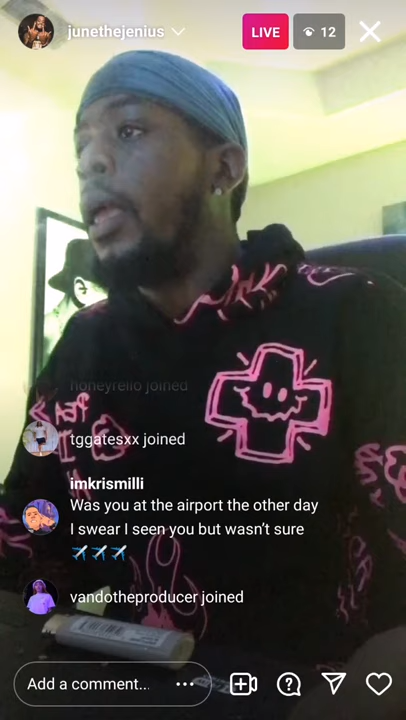 junethejenius
LIVE
12
honeyrello joined
tggatesxx joined
imkrismilli
Was you at the airport the other day
I swear I seen you but wasn't sure
✈️✈️✈️
vandotheproducer joined
Add a comment...